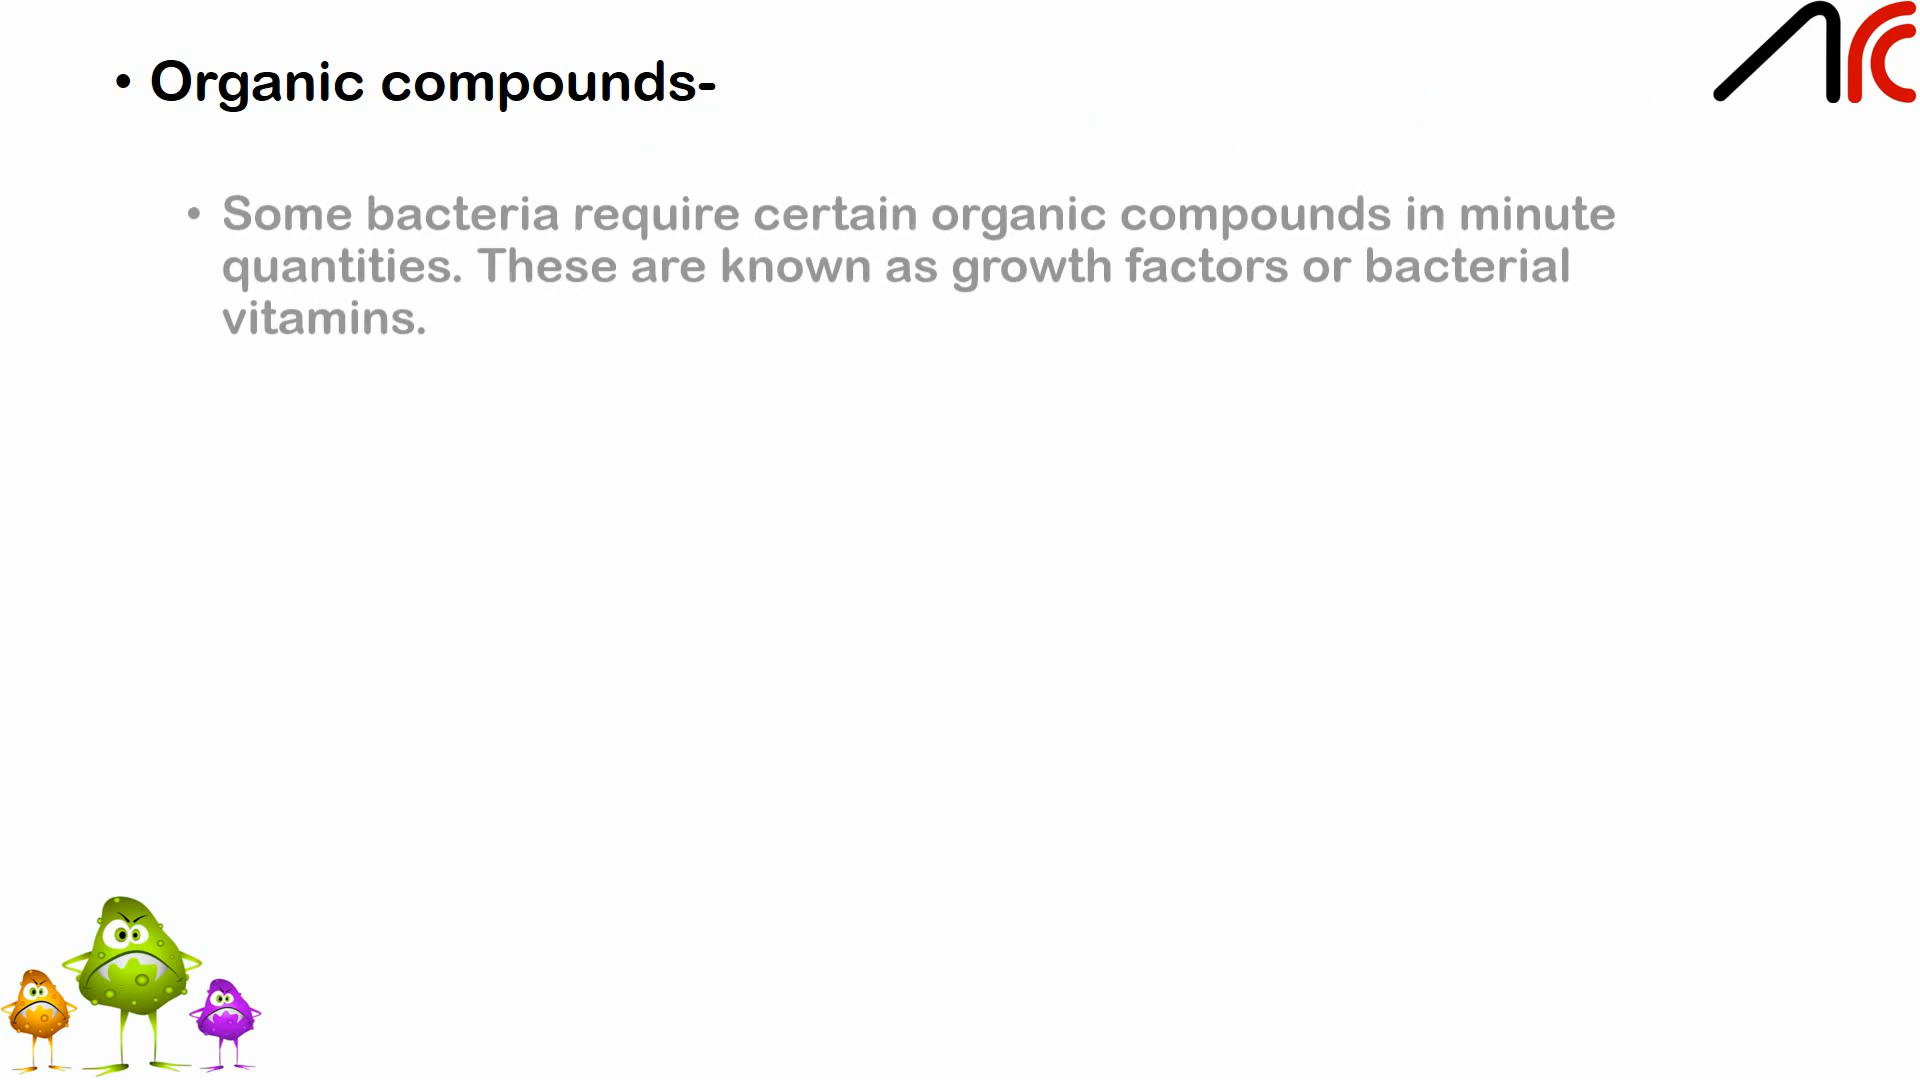 • Organic compounds-
• Some bacteria require certain organic compounds in minute
quantities. These are known as growth factors or bacterial
vitamins.